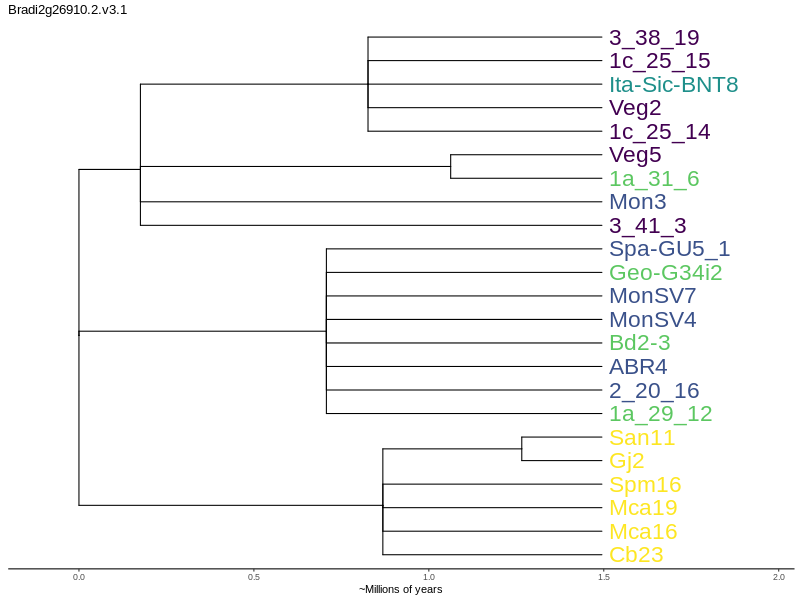 Bradi2g26910.2.v3.1
3_38_19
1c_25_15
Ita-Sic-BNT8
Veg2
1c_25_14
Veg5
1a_31_6
Mon3
3_41_3
Spa-GU5_1
Geo-G34i2
MonSV7
MonSV4
Bd2-3
ABR4
2_20_16
1a_29_12
San11
Gj2
Spm16
Mca19
Mca16
Cb23
0.0 0.5 1.0 1.5 2.0
~Millions of years